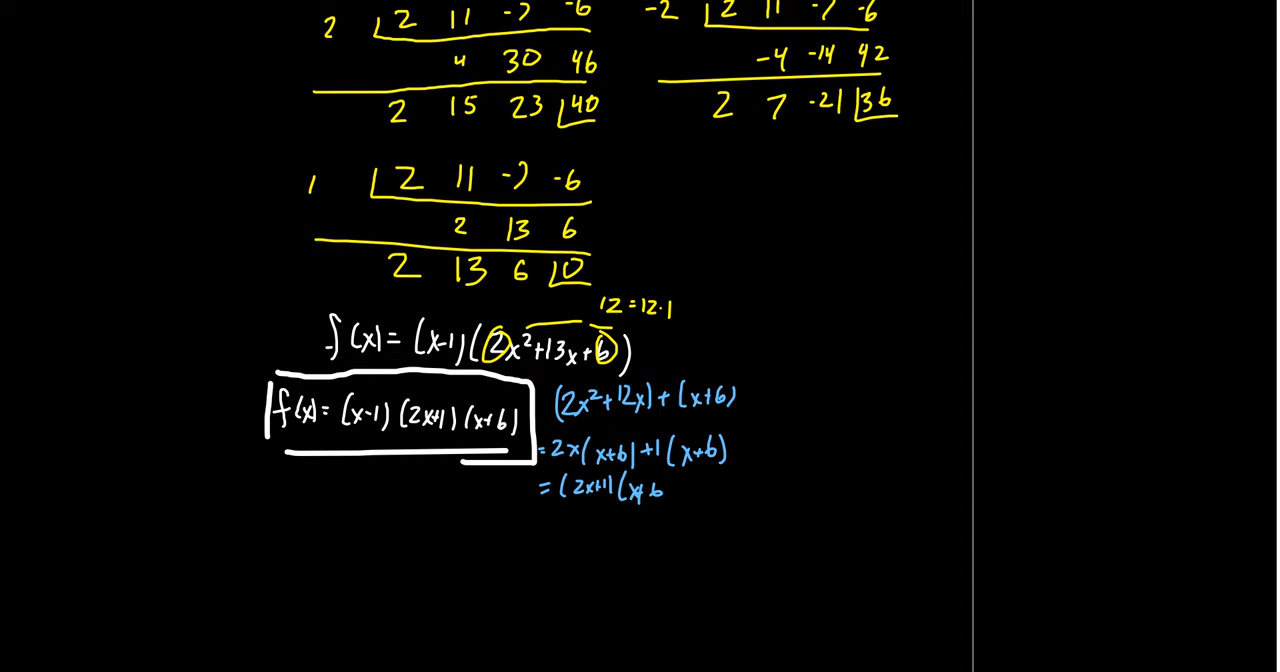 2 2 11 -7 -6
4 30 46
2 15 23 40
-2 2 11 -7 -6
-4 -14 42
2 7 -21 36
1 2 11 -7 -6
2 13 6
2 13 6 0
12 = 12·1
f(x) = (x-1)(2x²+13x+6)
f(x) = (x-1)(2x+1)(x+6)
(2x²+12x)+(x+6)
=2x(x+6)+1(x+6)
=(2x+1)(x+6